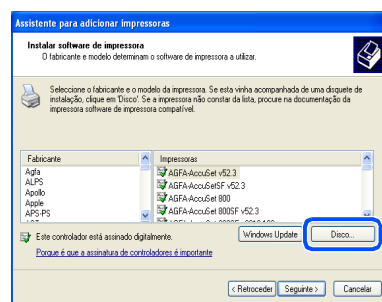 Assistente para adicionar impressoras
Instalar software de impressora
O fabricante e modelo determinam o software de impressora a utilizar.
Seleccione o fabricante e o modelo da impressora. Se esta vinha acompanhada de uma disquete de
instalação, clique em 'Disco'. Se a impressora não constar da lista, procure na documentação da
impressora software de impressora compatível.
Fabricante
Agfa
ALPS
Apollo
Apple
APS-PS
Impressoras
AGFA-AccuSet v52.3
AGFA-AccuSetSF v52.3
AGFA-AccuSet 800
AGFA-AccuSet 800SF v52.3
Este controlador está assinado digitalmente.
Porque é que a assinatura de controladores é importante
Windows Update
Disco...
< Retroceder
Seguinte >
Cancelar